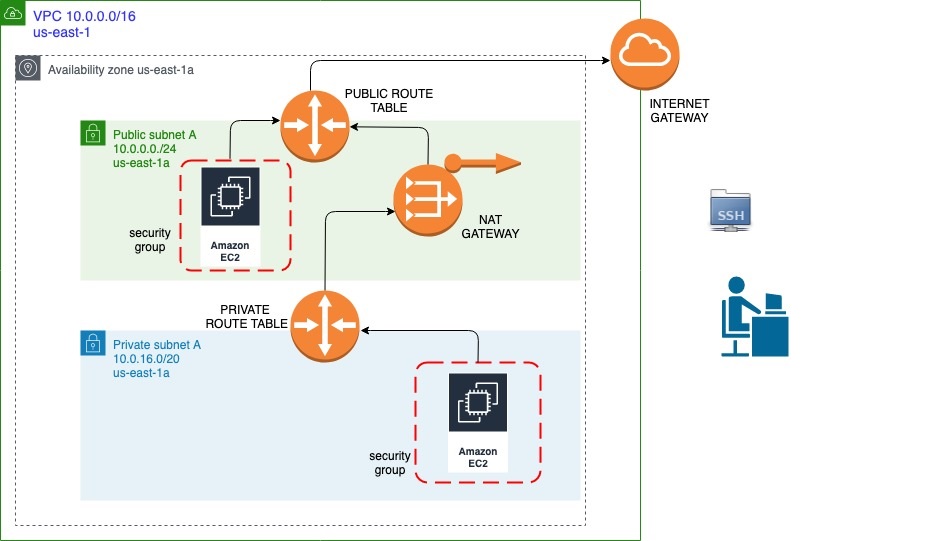 VPC 10.0.0.0/16
us-east-1
Availability zone us-east-1a
PUBLIC ROUTE
TABLE
INTERNET
GATEWAY
Public subnet A
10.0.0.0./24
us-east-1a
security
group
Amazon
EC2
NAT
GATEWAY
SSH
PRIVATE
ROUTE TABLE
Private subnet A
10.0.16.0/20
us-east-1a
security
group
Amazon
EC2